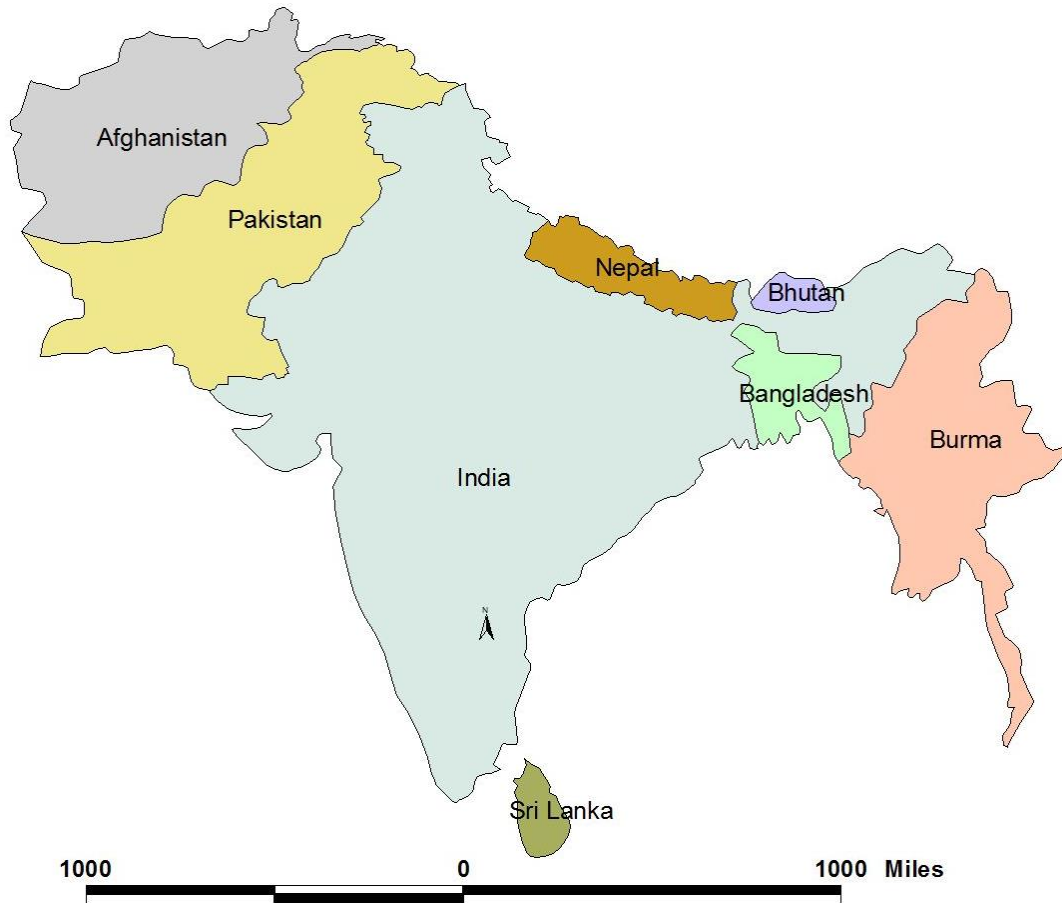 Afghanistan
Pakistan
Nepal
Bhutan
Bangladesh
Burma
India
N
Sri Lanka
1000 0 1000 Miles